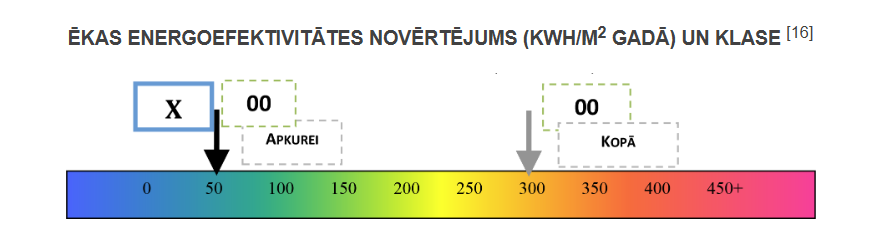 ĒKAS ENERGOEFEKTIVITĀTES NOVĒRTĒJUMS (KWH/M² GADĀ) UN KLASE [16]
X 00 00
APKUREI KOPĀ
0 50 100 150 200 250 300 350 400 450+